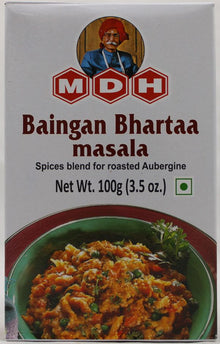 MDH
Baingan Bhartaa
masala
Spices blend for roasted Aubergine
Net Wt. 100g (3.5 oz.)